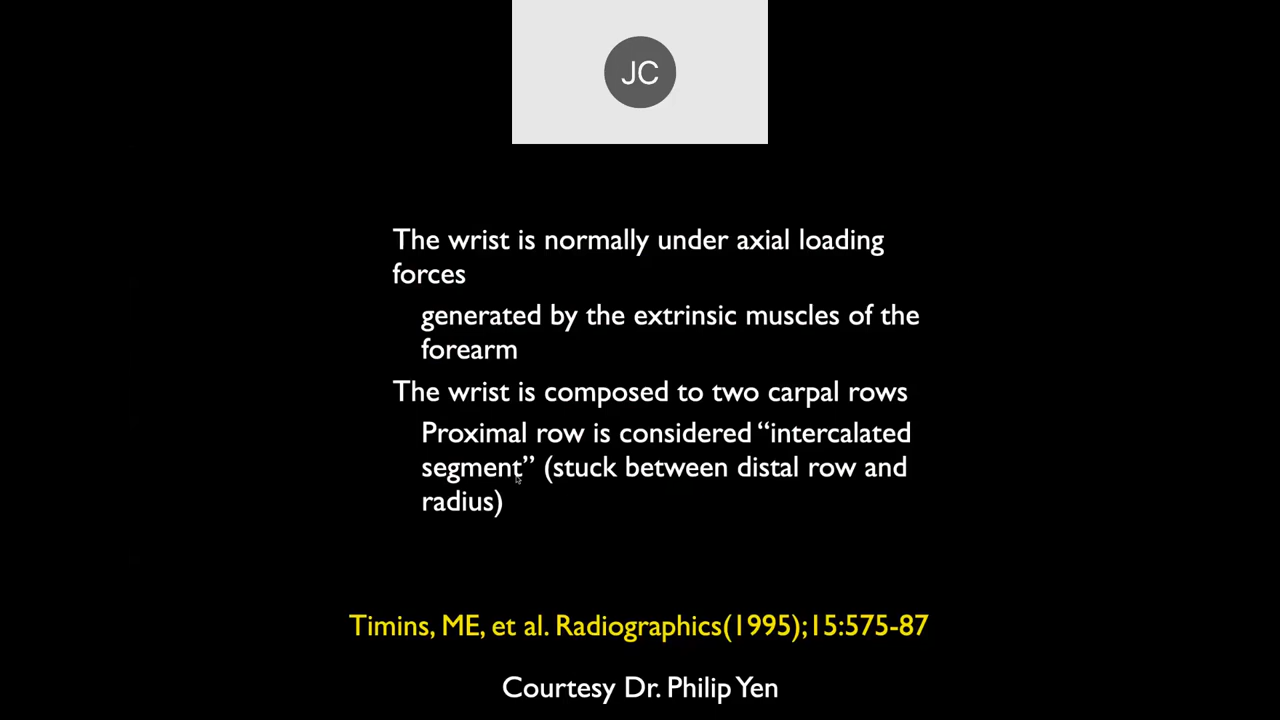 JC
The wrist is normally under axial loading
forces
generated by the extrinsic muscles of the
forearm
The wrist is composed to two carpal rows
Proximal row is considered “intercalated
segment” (stuck between distal row and
radius)
Timins, ME, et al. Radiographics(1995);15:575-87
Courtesy Dr. Philip Yen